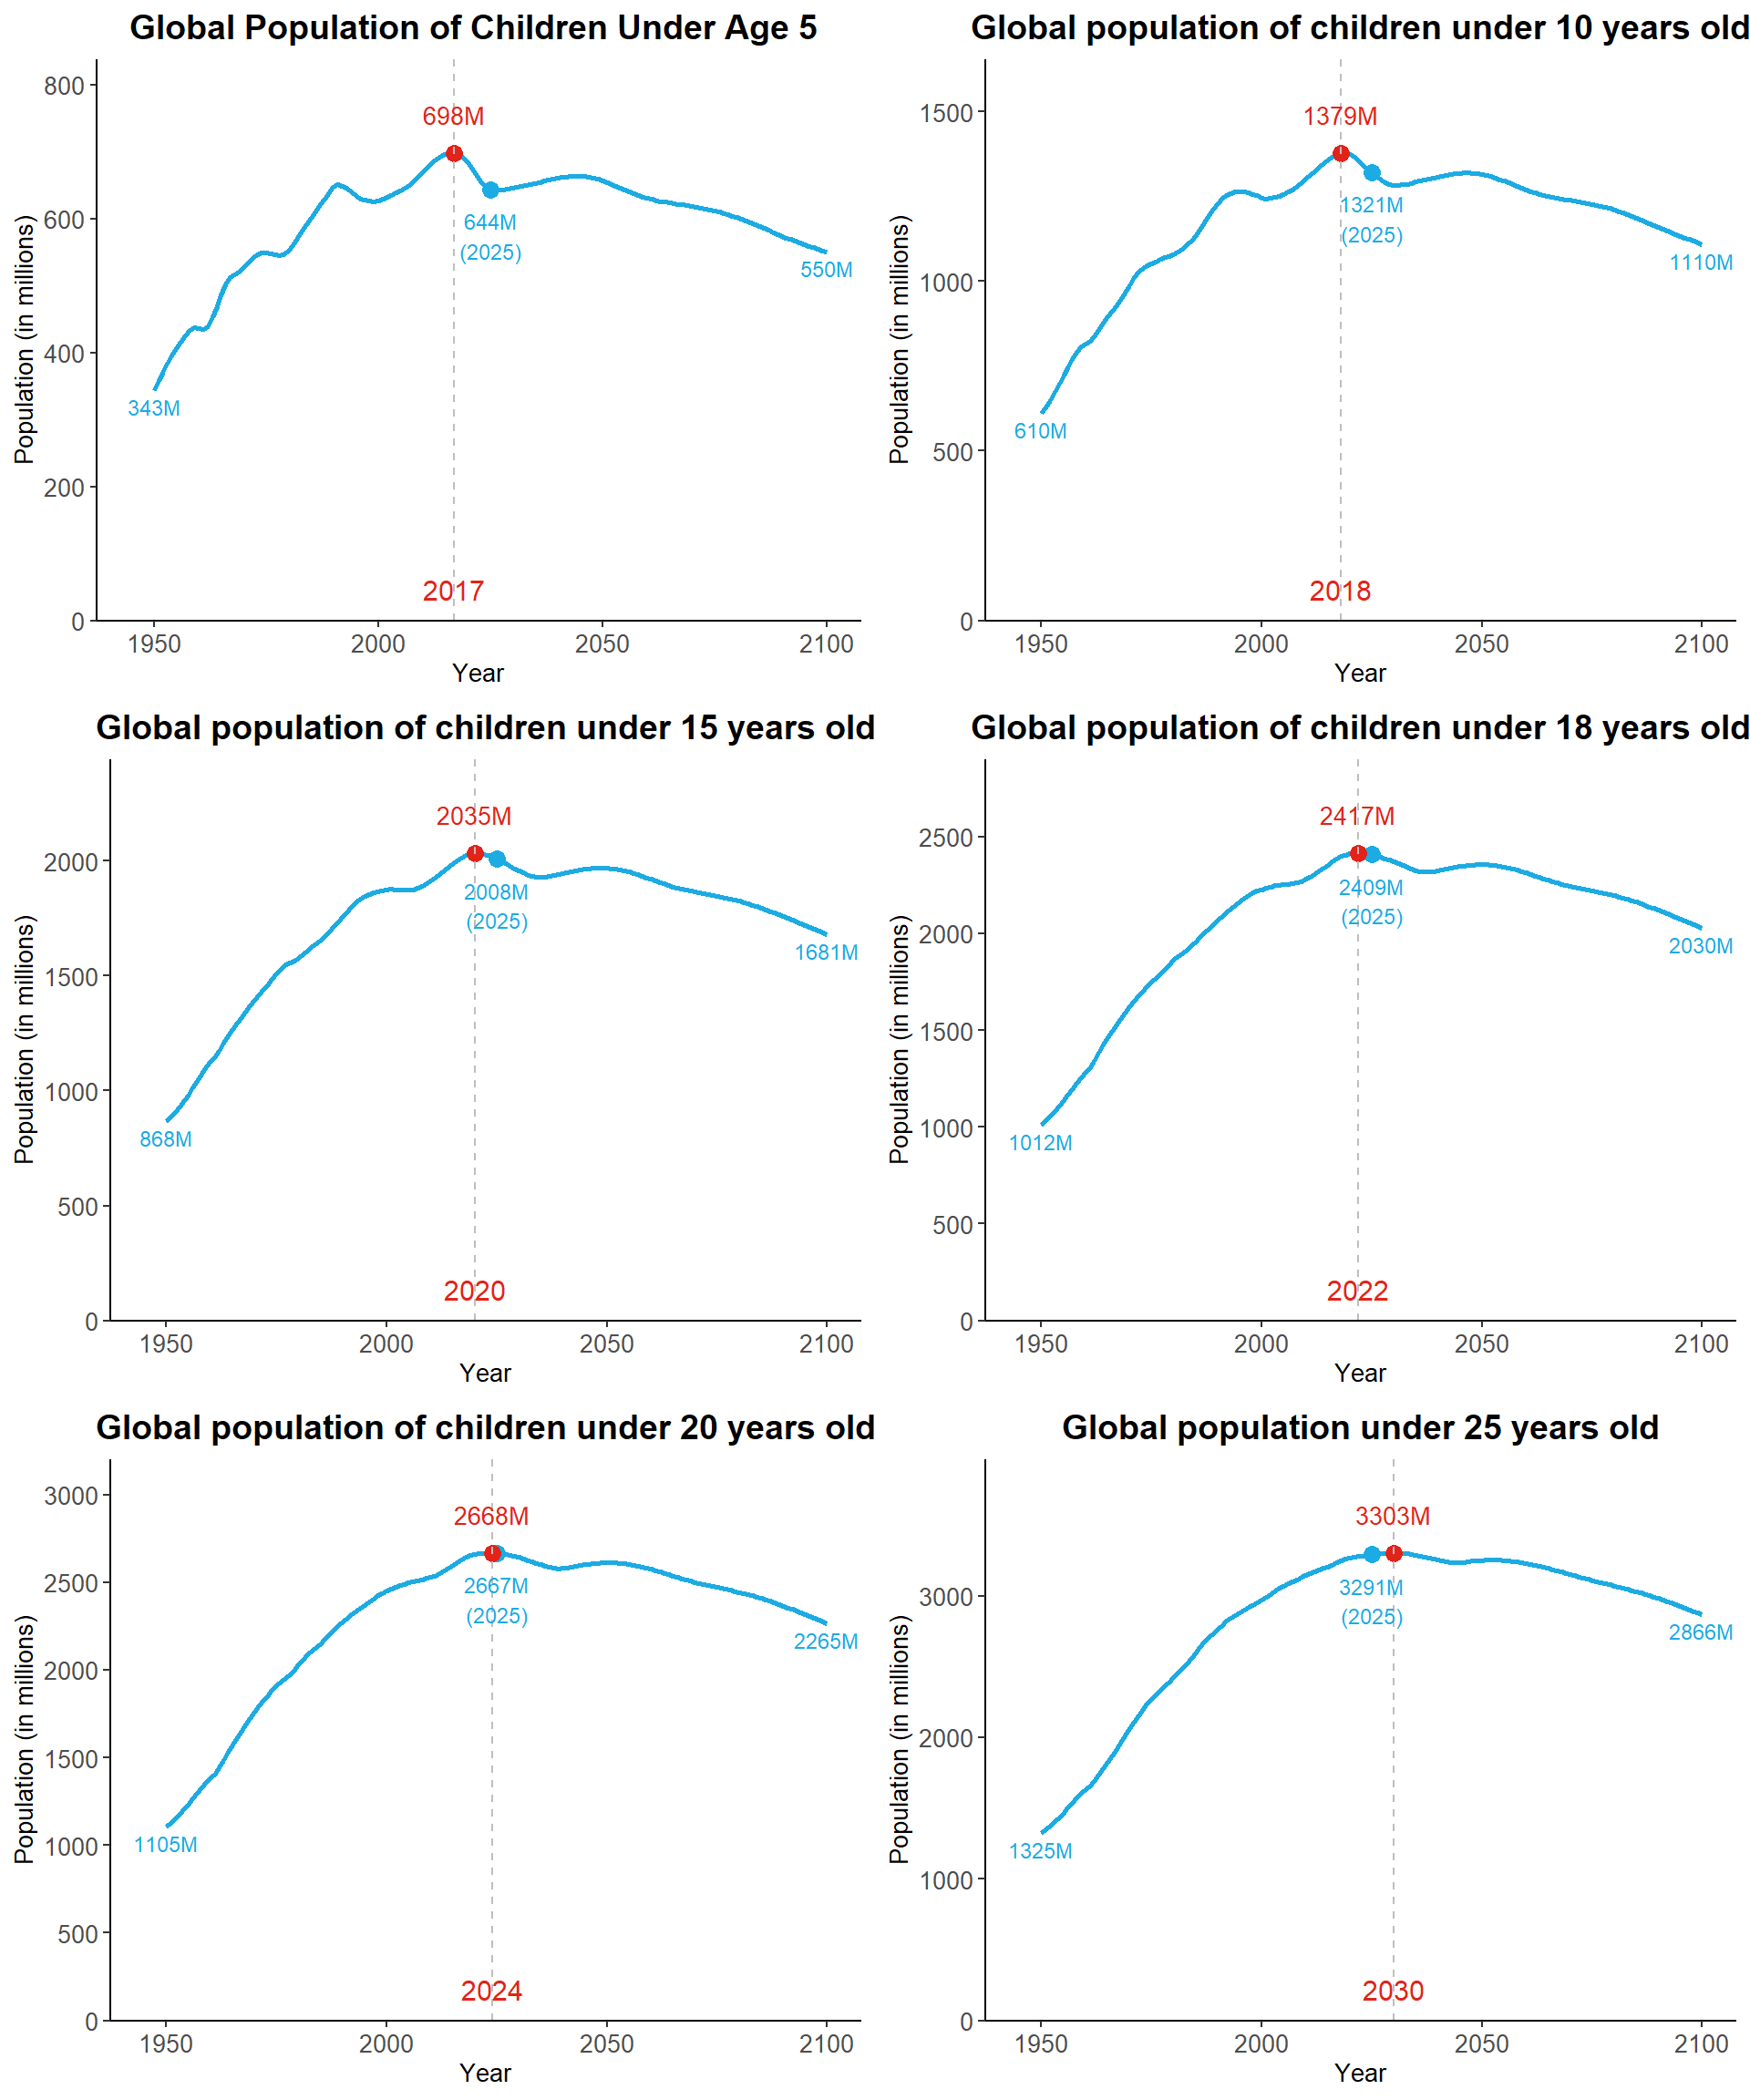 Global Population of Children Under Age 5
Population (in millions)
800
600
400
200
0
698M
644M
(2025)
550M
343M
2017
1950 2000 2050 2100
Year
Global population of children under 10 years old
Population (in millions)
1500
1000
500
0
1379M
1321M
(2025)
1110M
610M
2018
1950 2000 2050 2100
Year
Global population of children under 15 years old
Population (in millions)
2000
1500
1000
500
0
2035M
2008M
(2025)
1681M
868M
2020
1950 2000 2050 2100
Year
Global population of children under 18 years old
Population (in millions)
2500
2000
1500
1000
500
0
2417M
2409M
(2025)
2030M
1012M
2022
1950 2000 2050 2100
Year
Global population of children under 20 years old
Population (in millions)
3000
2500
2000
1500
1000
500
0
2668M
2667M
(2025)
2265M
1105M
2024
1950 2000 2050 2100
Year
Global population under 25 years old
Population (in millions)
3000
2000
1000
0
3303M
3291M
(2025)
2866M
1325M
2030
1950 2000 2050 2100
Year